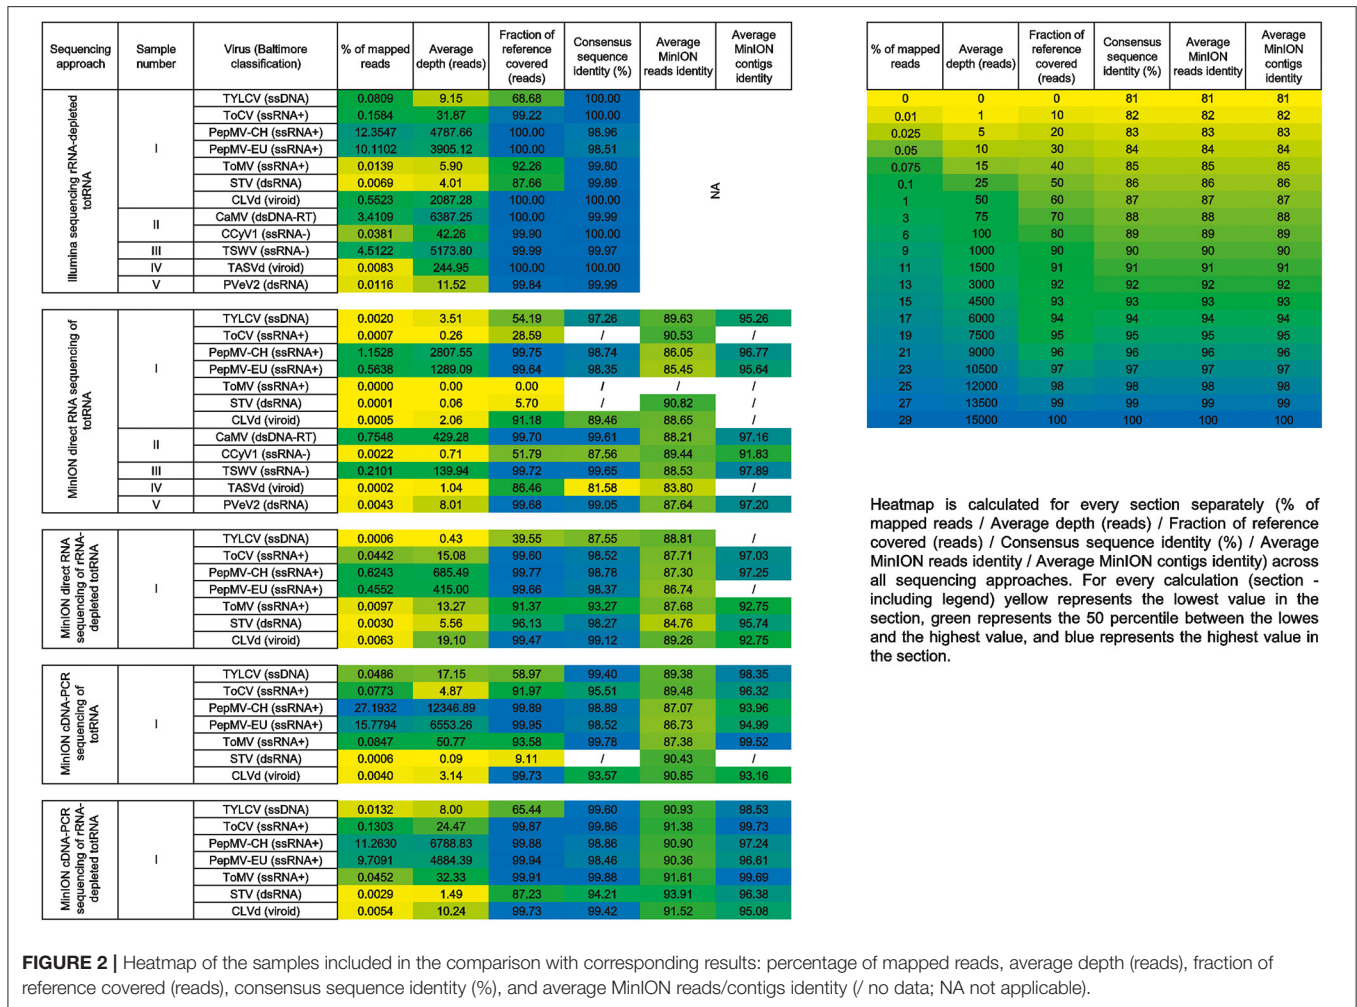 Sequencing approach | Sample number | Virus (Baltimore classification) | % of mapped reads | Average depth (reads) | Fraction of reference covered (reads) | Consensus sequence identity (%) | Average MinION reads identity | Average MinION contigs identity
Illumina sequencing rRNA-depleted totRNA
I
TYLCV (ssDNA) 0.0809 9.15 68.68 100.00
ToCV (ssRNA+) 0.1584 31.87 99.22 100.00
PepMV-CH (ssRNA+) 12.3547 4787.66 100.00 98.96
PepMV-EU (ssRNA+) 10.1102 3905.12 100.00 98.51
ToMV (ssRNA+) 0.0139 5.90 92.26 99.80
STV (dsRNA) 0.0069 4.01 87.66 99.89
CLVd (viroid) 0.5523 2087.28 100.00 100.00
II
CaMV (dsDNA-RT) 3.4109 6387.25 100.00 99.99
CCyV1 (ssRNA-) 0.0381 42.26 99.90 100.00
III TSWV (ssRNA-) 4.5122 5173.80 99.99 99.97
IV TASVd (viroid) 0.0083 244.95 100.00 100.00
V PVeV2 (dsRNA) 0.0116 11.52 99.84 99.99
NA
MinION direct RNA sequencing of totRNA
I
TYLCV (ssDNA) 0.0020 3.51 54.19 97.26 89.63 95.26
ToCV (ssRNA+) 0.0007 0.26 28.59 / 90.53 /
PepMV-CH (ssRNA+) 1.1528 2807.55 99.75 98.74 86.05 96.77
PepMV-EU (ssRNA+) 0.5638 1289.09 99.64 98.35 85.45 95.64
ToMV (ssRNA+) 0.0000 0.00 0.00 / / /
STV (dsRNA) 0.0001 0.06 5.70 / 90.82 /
CLVd (viroid) 0.0005 2.06 91.18 89.46 88.65 /
II
CaMV (dsDNA-RT) 0.7548 429.28 99.70 99.61 88.21 97.16
CCyV1 (ssRNA-) 0.0022 0.71 51.79 87.56 89.44 91.83
III TSWV (ssRNA-) 0.2101 139.94 99.72 99.65 88.53 97.89
IV TASVd (viroid) 0.0002 1.04 86.46 81.58 83.80 /
V PVeV2 (dsRNA) 0.0043 8.01 99.68 99.05 87.64 97.20
MinION direct RNA sequencing of rRNA-depleted totRNA
I
TYLCV (ssDNA) 0.0006 0.43 39.55 87.55 88.81 /
ToCV (ssRNA+) 0.0442 15.08 99.60 98.52 87.71 97.03
PepMV-CH (ssRNA+) 0.6243 685.49 99.77 98.78 87.30 97.25
PepMV-EU (ssRNA+) 0.4552 415.00 99.66 98.37 86.74 /
ToMV (ssRNA+) 0.0097 13.27 91.37 93.27 87.68 92.75
STV (dsRNA) 0.0030 5.56 96.13 98.27 84.76 95.74
CLVd (viroid) 0.0063 19.10 99.47 99.12 89.26 92.75
MinION cDNA-PCR sequencing of totRNA
I
TYLCV (ssDNA) 0.0486 17.15 58.97 99.40 89.38 98.35
ToCV (ssRNA+) 0.0773 4.87 91.97 95.51 89.48 96.32
PepMV-CH (ssRNA+) 27.1932 12346.89 99.89 98.89 87.07 93.96
PepMV-EU (ssRNA+) 15.7794 6553.26 99.95 98.52 86.73 94.99
ToMV (ssRNA+) 0.0847 50.77 93.58 99.78 87.38 99.52
STV (dsRNA) 0.0006 0.09 9.11 / 90.43 /
CLVd (viroid) 0.0040 3.14 99.73 93.57 90.85 93.16
MinION cDNA-PCR sequencing of rRNA-depleted totRNA
I
TYLCV (ssDNA) 0.0132 8.00 65.44 99.60 90.93 98.53
ToCV (ssRNA+) 0.1303 24.47 99.87 99.86 91.38 99.73
PepMV-CH (ssRNA+) 11.2630 6788.83 99.88 98.86 90.90 97.24
PepMV-EU (ssRNA+) 9.7091 4884.39 99.94 98.46 90.36 96.61
ToMV (ssRNA+) 0.0452 32.33 99.91 99.88 91.61 99.69
STV (dsRNA) 0.0029 1.49 87.23 94.21 93.91 96.38
CLVd (viroid) 0.0054 10.24 99.73 99.42 91.52 95.08
% of mapped reads | Average depth (reads) | Fraction of reference covered (reads) | Consensus sequence identity (%) | Average MinION reads identity | Average MinION contigs identity
0 0 0 81 81 81
0.01 1 10 82 82 82
0.025 5 20 83 83 83
0.05 10 30 84 84 84
0.075 15 40 85 85 85
0.1 25 50 86 86 86
1 50 60 87 87 87
3 75 70 88 88 88
6 100 80 89 89 89
9 1000 90 90 90 90
11 1500 91 91 91 91
13 3000 92 92 92 92
15 4500 93 93 93 93
17 6000 94 94 94 94
19 7500 95 95 95 95
21 9000 96 96 96 96
23 10500 97 97 97 97
25 12000 98 98 98 98
27 13500 99 99 99 99
29 15000 100 100 100 100
Heatmap is calculated for every section separately (% of
mapped reads / Average depth (reads) / Fraction of reference
covered (reads) / Consensus sequence identity (%) / Average
MinION reads identity / Average MinION contigs identity) across
all sequencing approaches. For every calculation (section -
including legend) yellow represents the lowest value in the
section, green represents the 50 percentile between the lowes
and the highest value, and blue represents the highest value in
the section.
FIGURE 2 | Heatmap of the samples included in the comparison with corresponding results: percentage of mapped reads, average depth (reads), fraction of
reference covered (reads), consensus sequence identity (%), and average MinION reads/contigs identity (/ no data; NA not applicable).